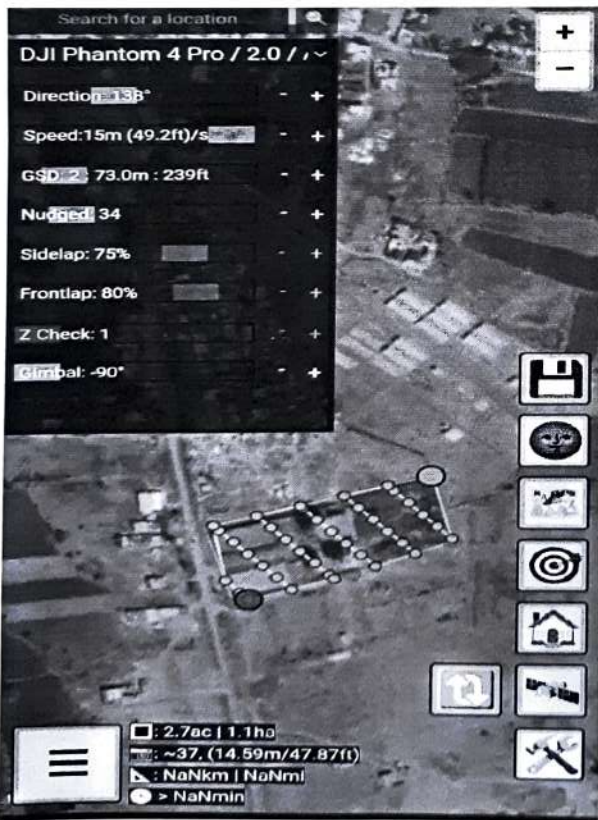 Search for a location
DJI Phantom 4 Pro / 2.0 /
Direction: 138°
- +
Speed:15m (49.2ft)/s
- +
GSD: 2 : 73.0m : 239ft
- +
Nudged: 34
- +
Sidelap: 75%
- +
Frontlap: 80%
- +
Z Check: 1
- +
Gimbal: -90°
- +
+
−
: 2.7ac | 1.1ha
: ~37, (14.59m/47.87ft)
: NaNkm | NaNmi
> NaNmin